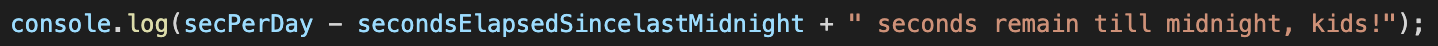 console.log(secPerDay - secondsElapsedSincelastMidnight + " seconds remain till midnight, kids!");